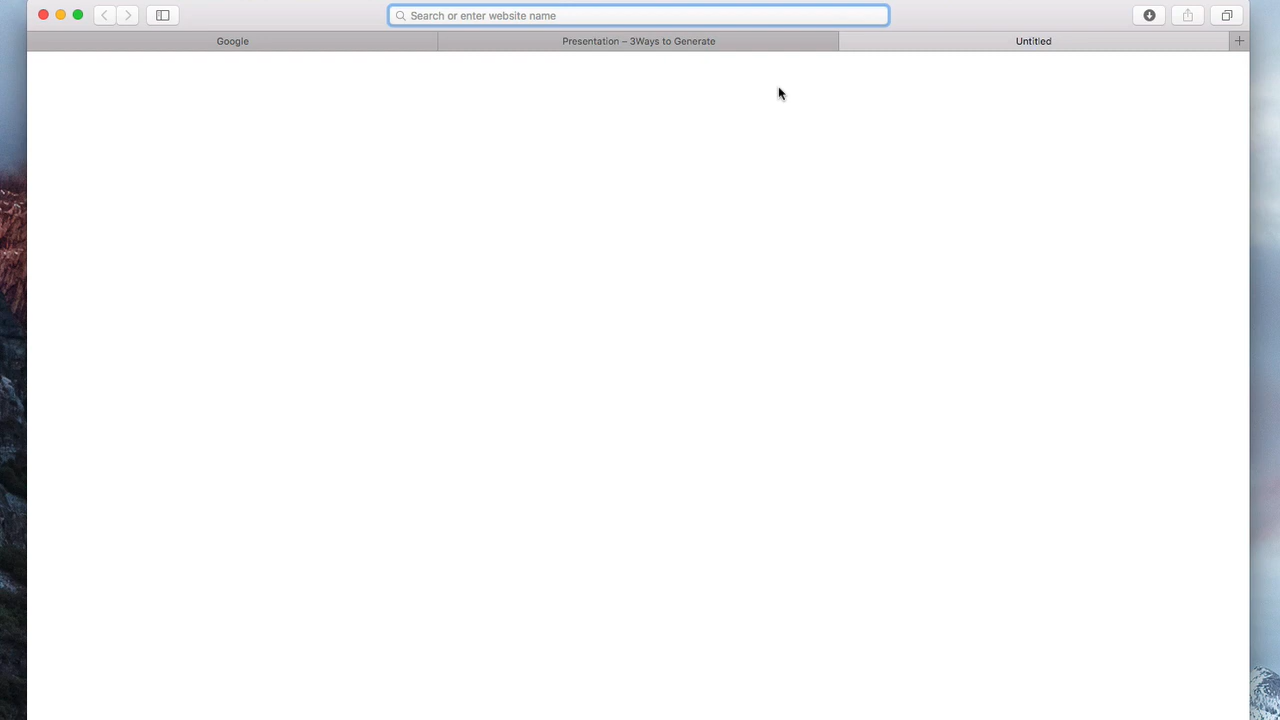 Search or enter website name
Google
Presentation – 3Ways to Generate
Untitled